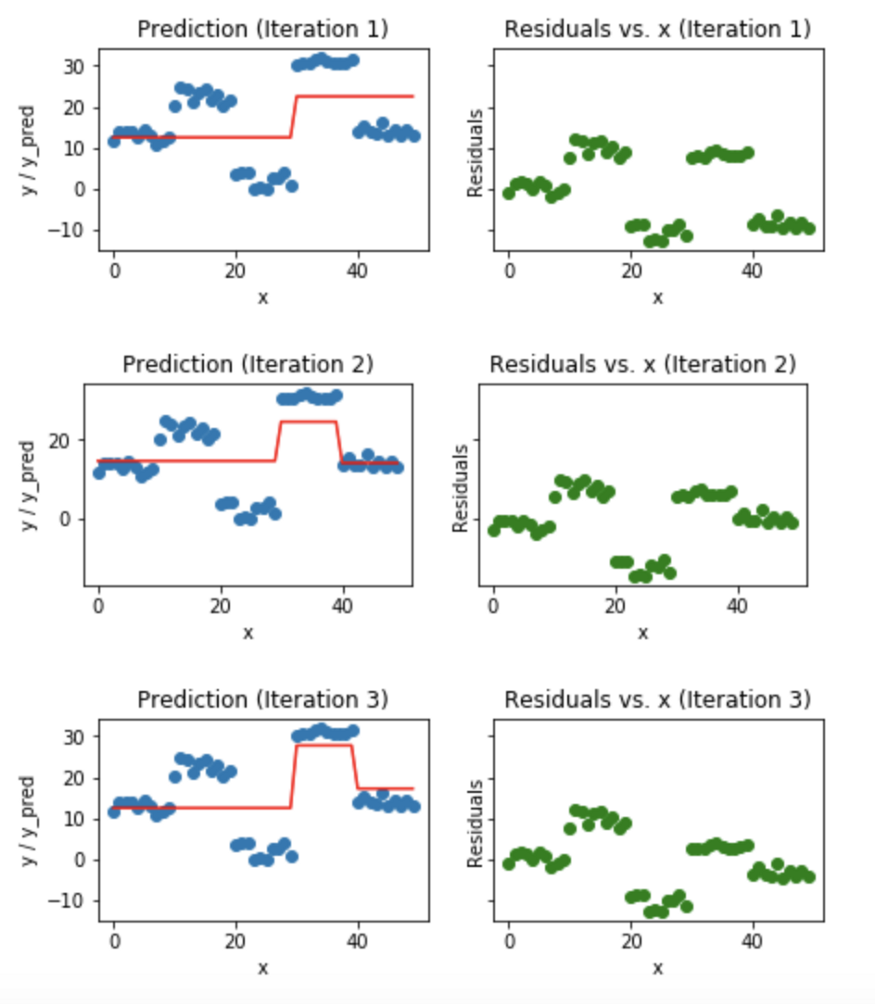 Prediction (Iteration 1)
Residuals vs. x (Iteration 1)
y / y_pred
30
20
10
0
−10
0 20 40
x
Residuals
0 20 40
x
Prediction (Iteration 2)
Residuals vs. x (Iteration 2)
y / y_pred
20
0
0 20 40
x
Residuals
0 20 40
x
Prediction (Iteration 3)
Residuals vs. x (Iteration 3)
y / y_pred
30
20
10
0
−10
0 20 40
x
Residuals
0 20 40
x